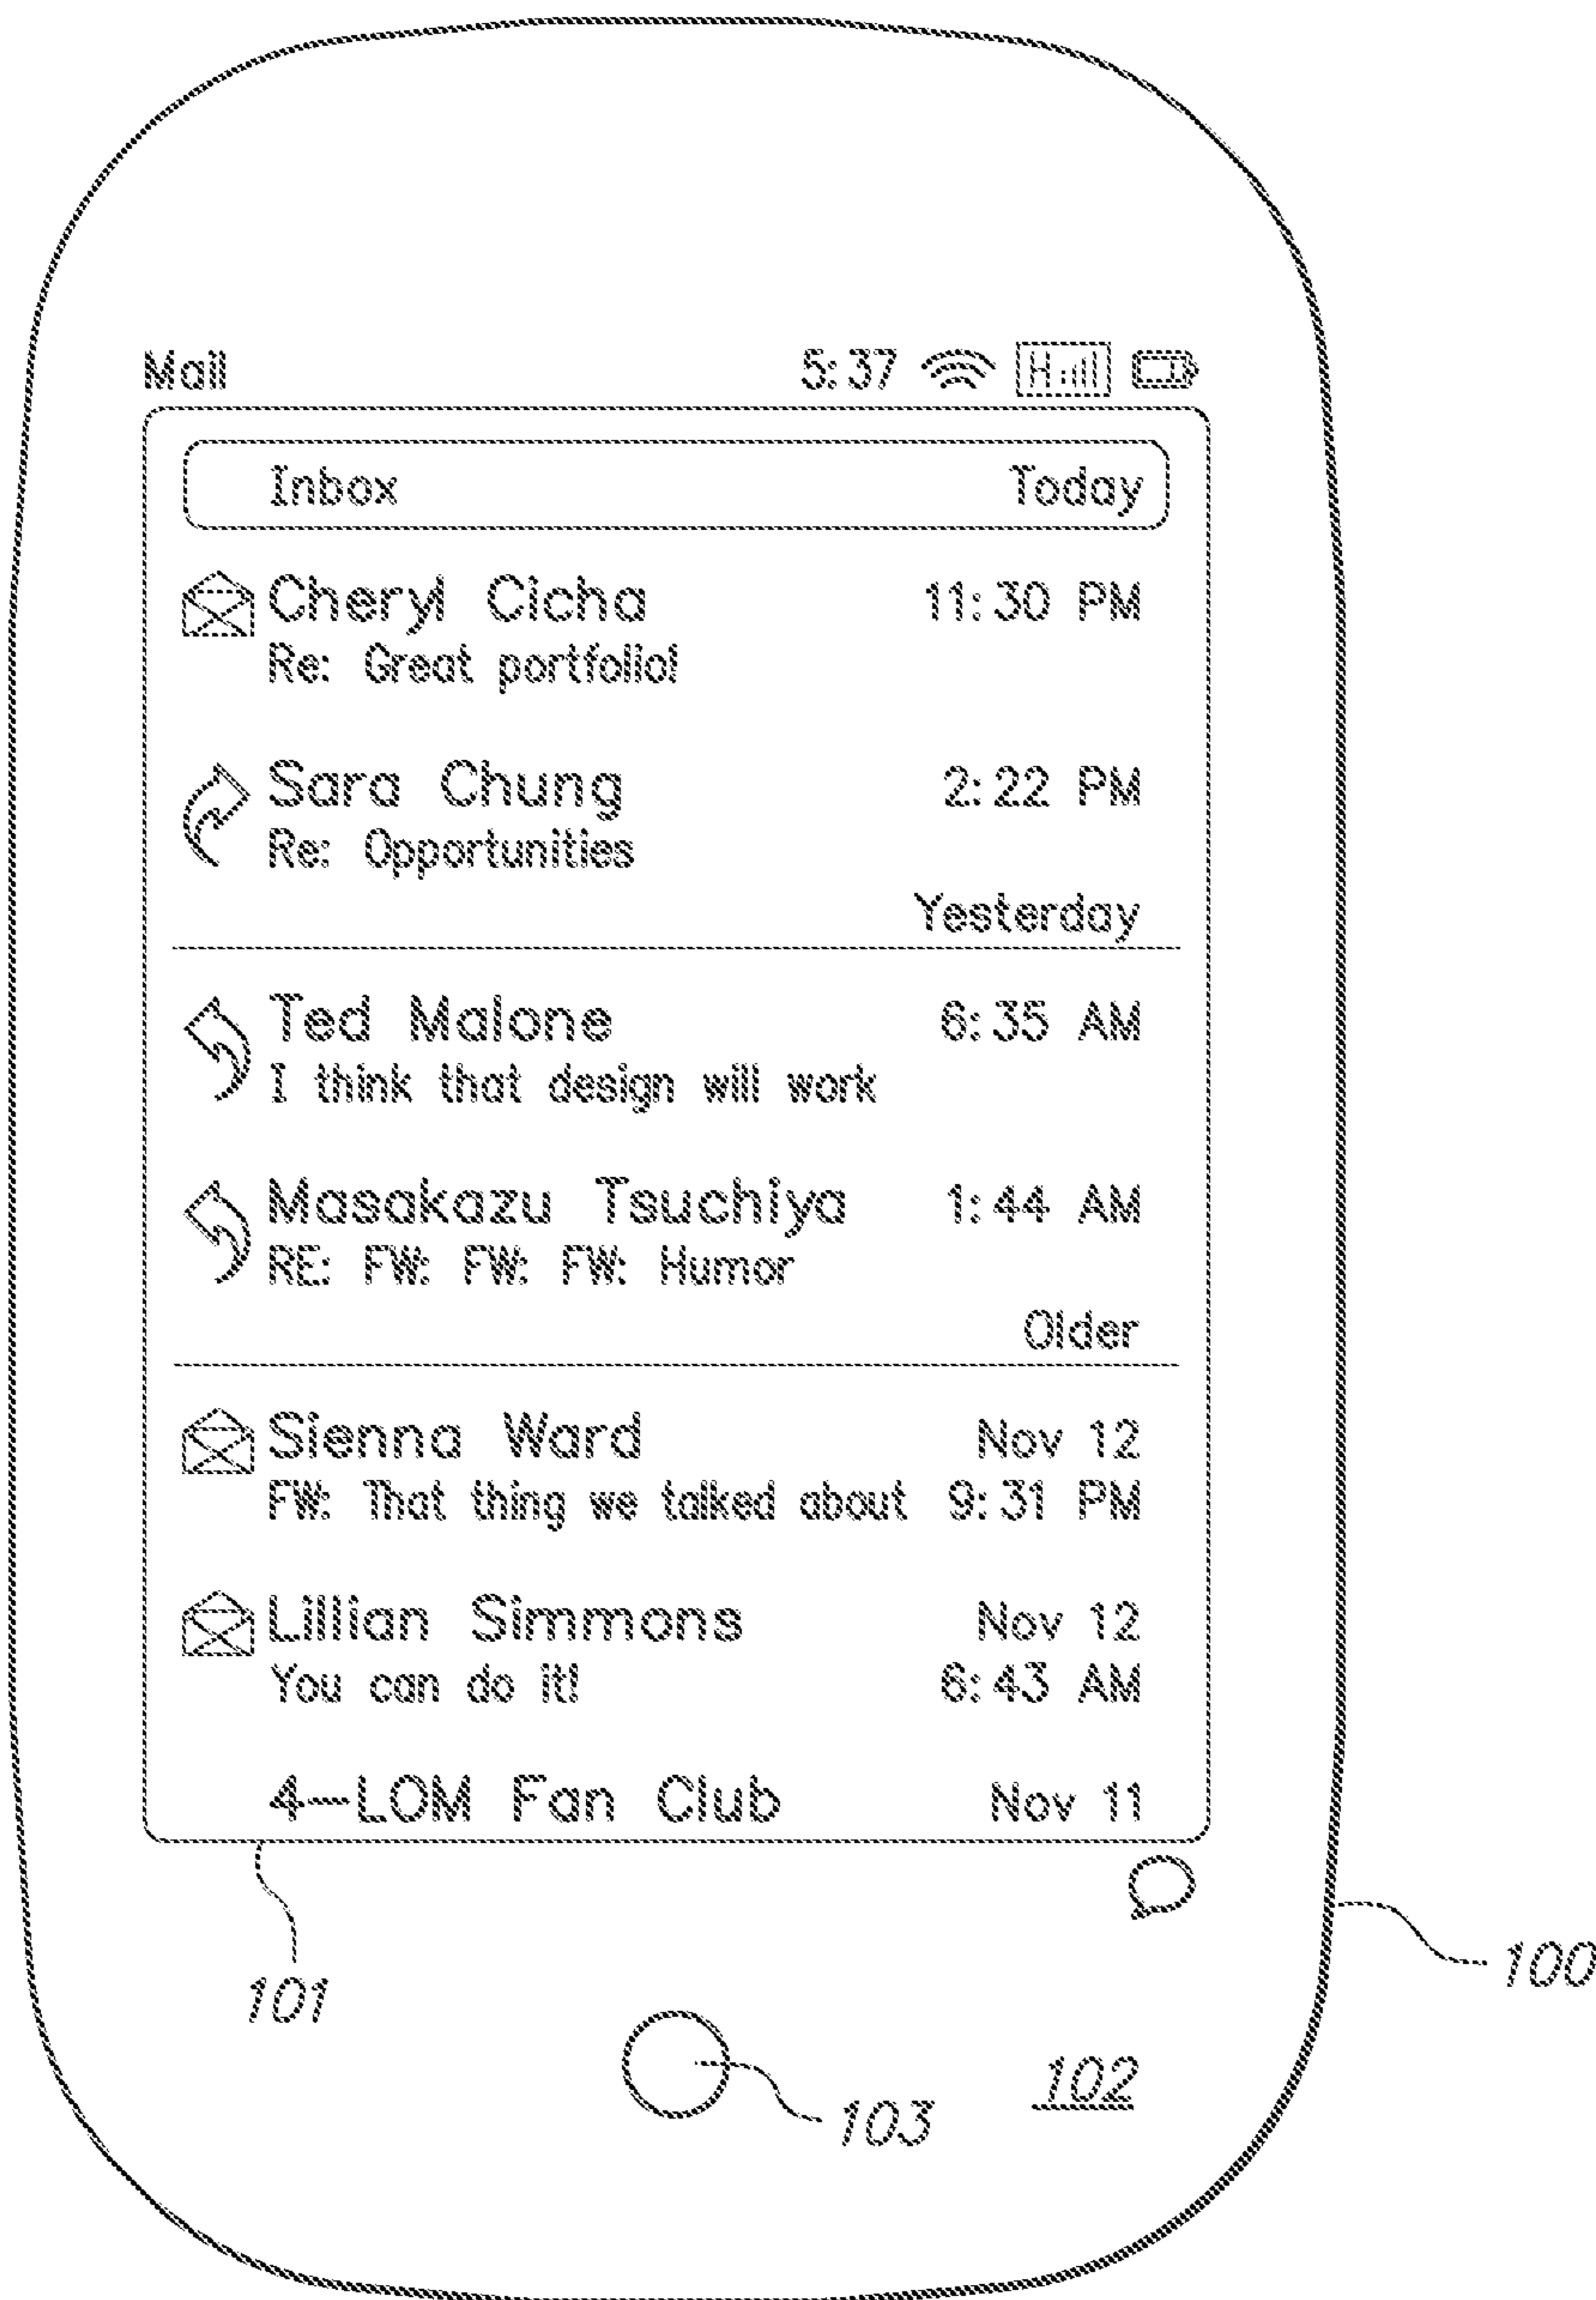 Mail 5:37 H
Inbox Today
Cheryl Cicha 11:30 PM
Re: Great portfolio!
Sara Chung 2:22 PM
Re: Opportunities
Yesterday
Ted Malone 6:35 AM
I think that design will work
Masakazu Tsuchiya 1:44 AM
RE: FW: FW: FW: Humor
Older
Sienna Ward Nov 12
FW: That thing we talked about 9:31 PM
Lillian Simmons Nov 12
You can do it! 6:43 AM
4-LOM Fan Club Nov 11
100
101
102
103